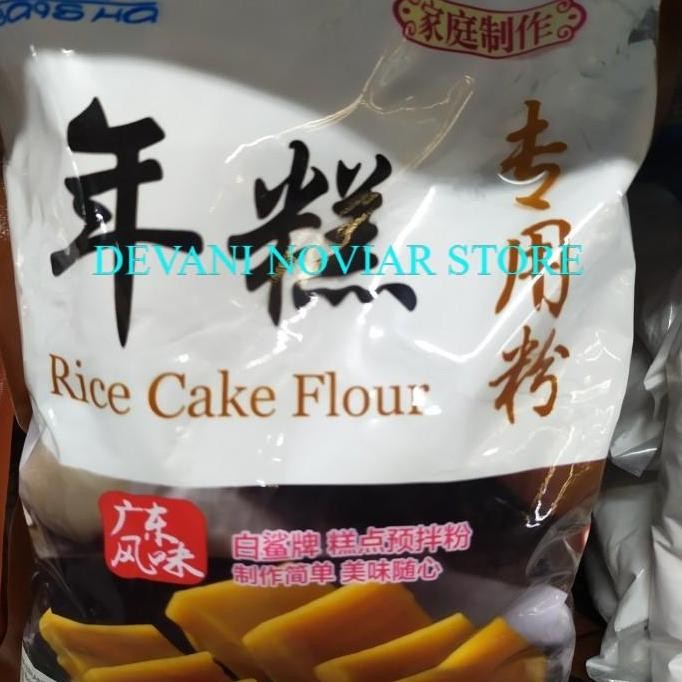 家庭制作
年糕
专用粉
DEVANI NOVIAR STORE
Rice Cake Flour
广东
风味
白鲨牌 糕点预拌粉
制作简单 美味随心